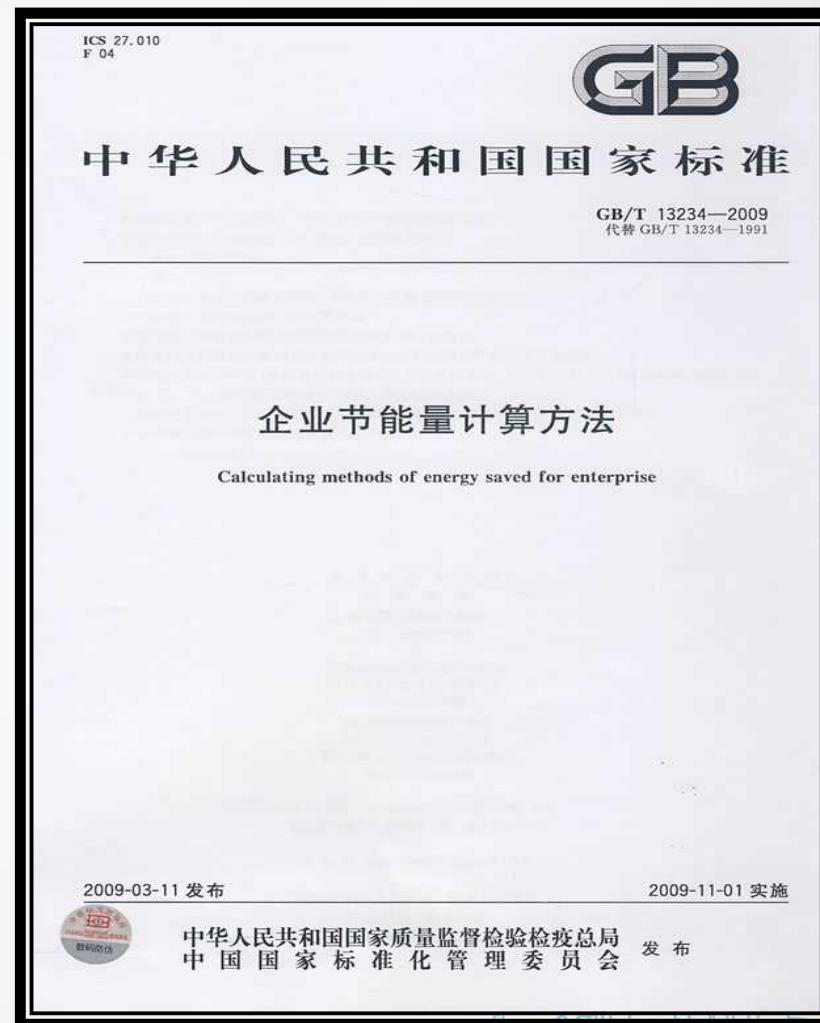 ICS 27.010
F 04
GB
中华人民共和国国家标准
GB/T 13234—2009
代替 GB/T 13234—1991
企业节能量计算方法
Calculating methods of energy saved for enterprise
2009-03-11 发布
2009-11-01 实施
数码防伪
中华人民共和国国家质量监督检验检疫总局
中国国家标准化管理委员会
发布